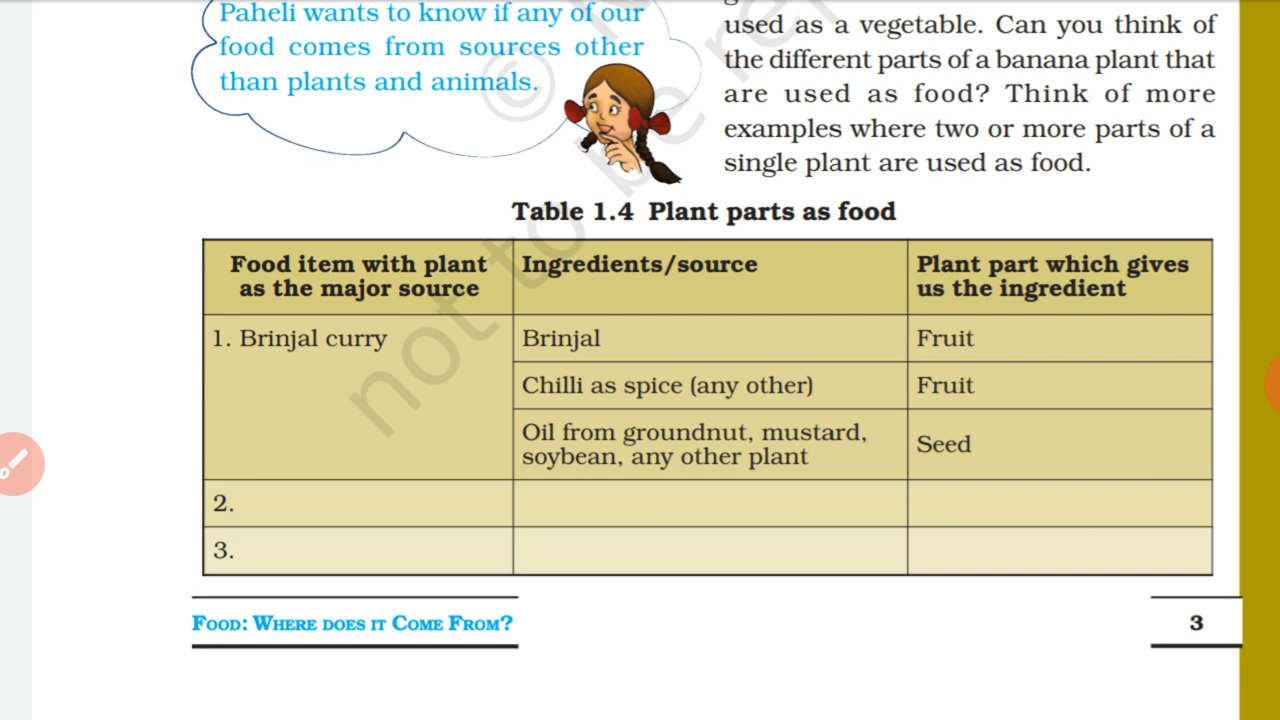 Paheli wants to know if any of our
food comes from sources other
than plants and animals.
used as a vegetable. Can you think of
the different parts of a banana plant that
are used as food? Think of more
examples where two or more parts of a
single plant are used as food.
Table 1.4 Plant parts as food
Food item with plant
as the major source
Ingredients/source
Plant part which gives
us the ingredient
1. Brinjal curry
Brinjal
Fruit
Chilli as spice (any other)
Fruit
Oil from groundnut, mustard,
soybean, any other plant
Seed
2.
3.
FOOD: WHERE DOES IT COME FROM?
3
©
not to be re